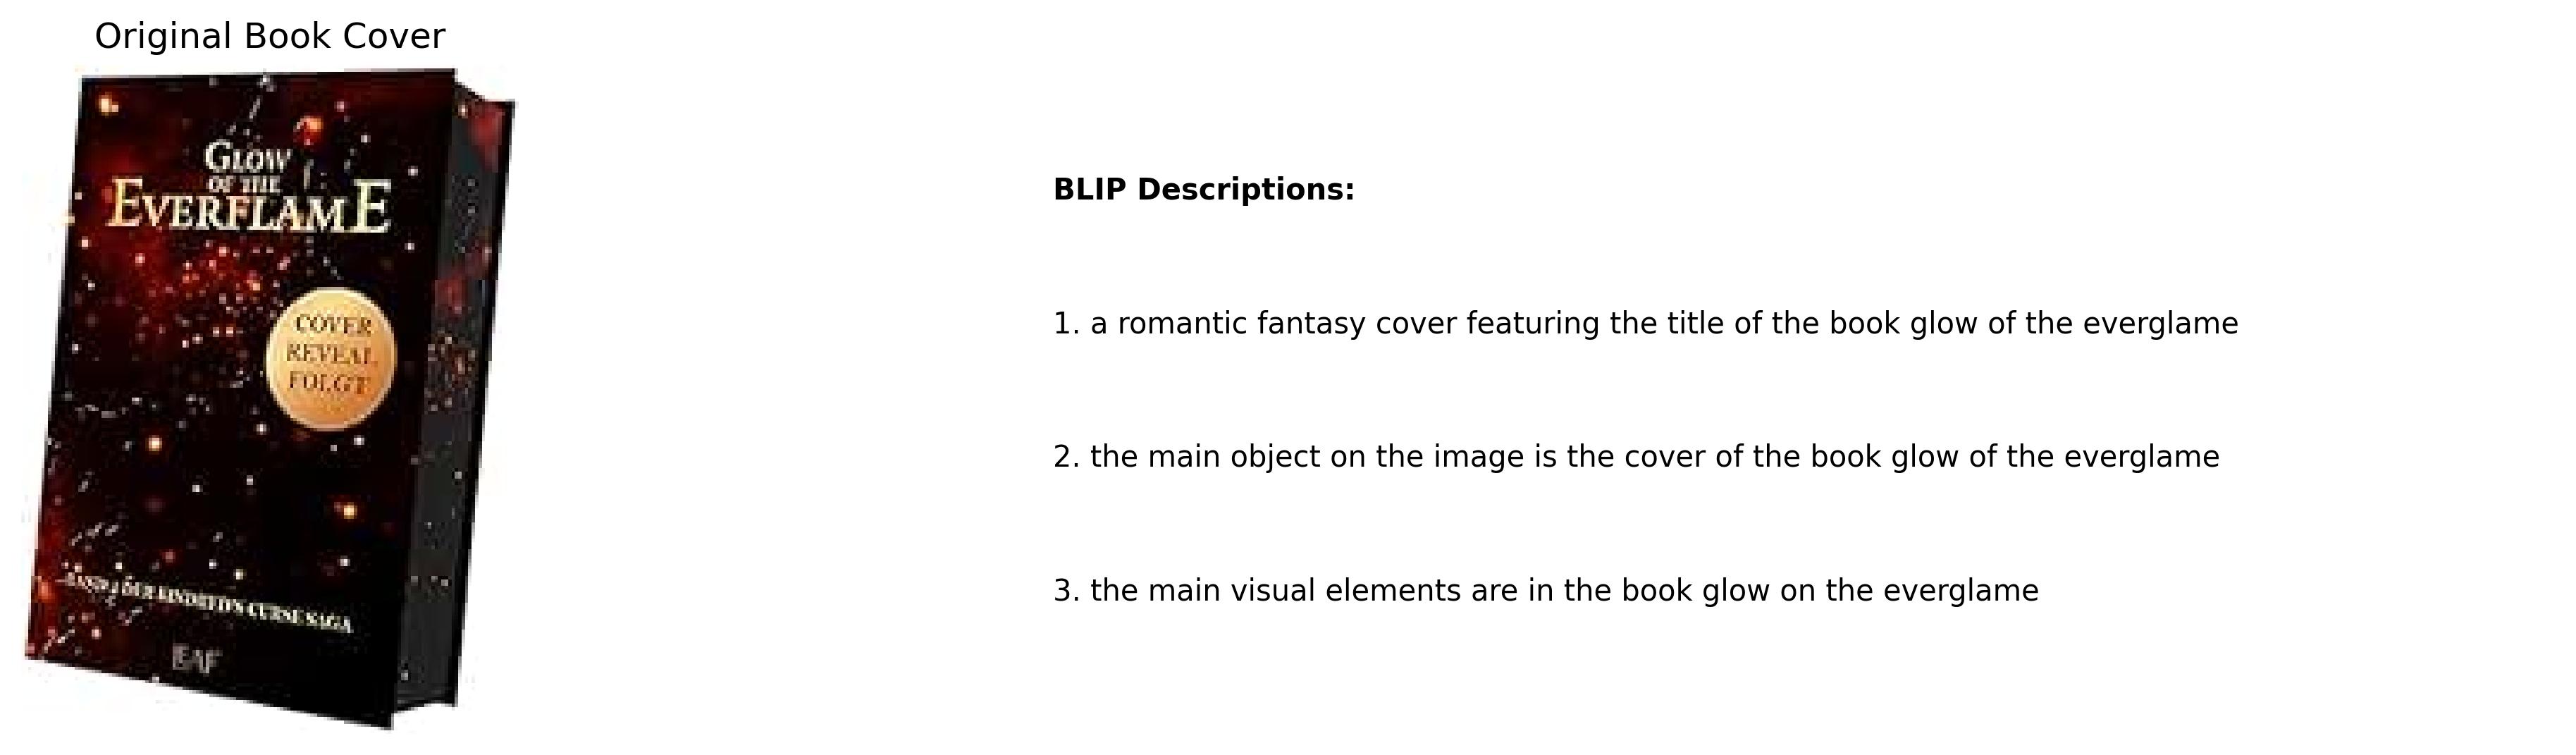 Original Book Cover
GLOW
OF THE
EVERFLAME
COVER
REVEAL
FOLGT
DER KINDRED'S CURSE SAGA
BLIP Descriptions:
1. a romantic fantasy cover featuring the title of the book glow of the everglame
2. the main object on the image is the cover of the book glow of the everglame
3. the main visual elements are in the book glow on the everglame